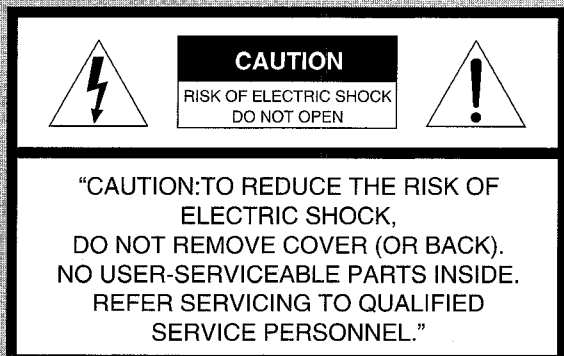 CAUTION
RISK OF ELECTRIC SHOCK
DO NOT OPEN
“CAUTION:TO REDUCE THE RISK OF
ELECTRIC SHOCK,
DO NOT REMOVE COVER (OR BACK).
NO USER-SERVICEABLE PARTS INSIDE.
REFER SERVICING TO QUALIFIED
SERVICE PERSONNEL.”